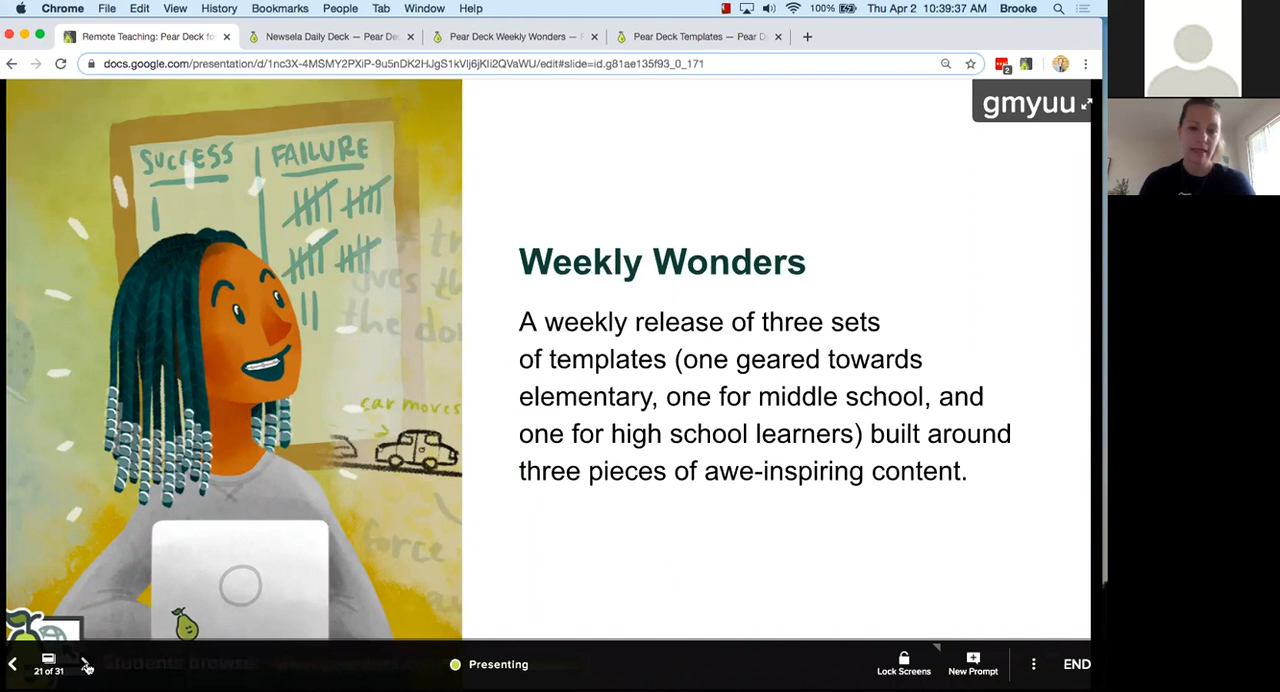 Chrome File Edit View History Bookmarks People Tab Window Help 100% Thu Apr 2 10:39:37 AM Brooke
Remote Teaching: Pear Deck fo Newsela Daily Deck — Pear De Pear Deck Weekly Wonders — Pear Deck Templates — Pear D
docs.google.com/presentation/d/1nc3X-4MSMY2PXiP-9u5nDK2HJgS1kVlj6jKIi2QVaWU/edit#slide=id.g81ae135f93_0_171
2
gmyuu
SUCCESS FAILURE
car moves
force
Weekly Wonders
A weekly release of three sets
of templates (one geared towards
elementary, one for middle school, and
one for high school learners) built around
three pieces of awe-inspiring content.
21 of 31
Students browse
Presenting
Lock Screens
New Prompt
END